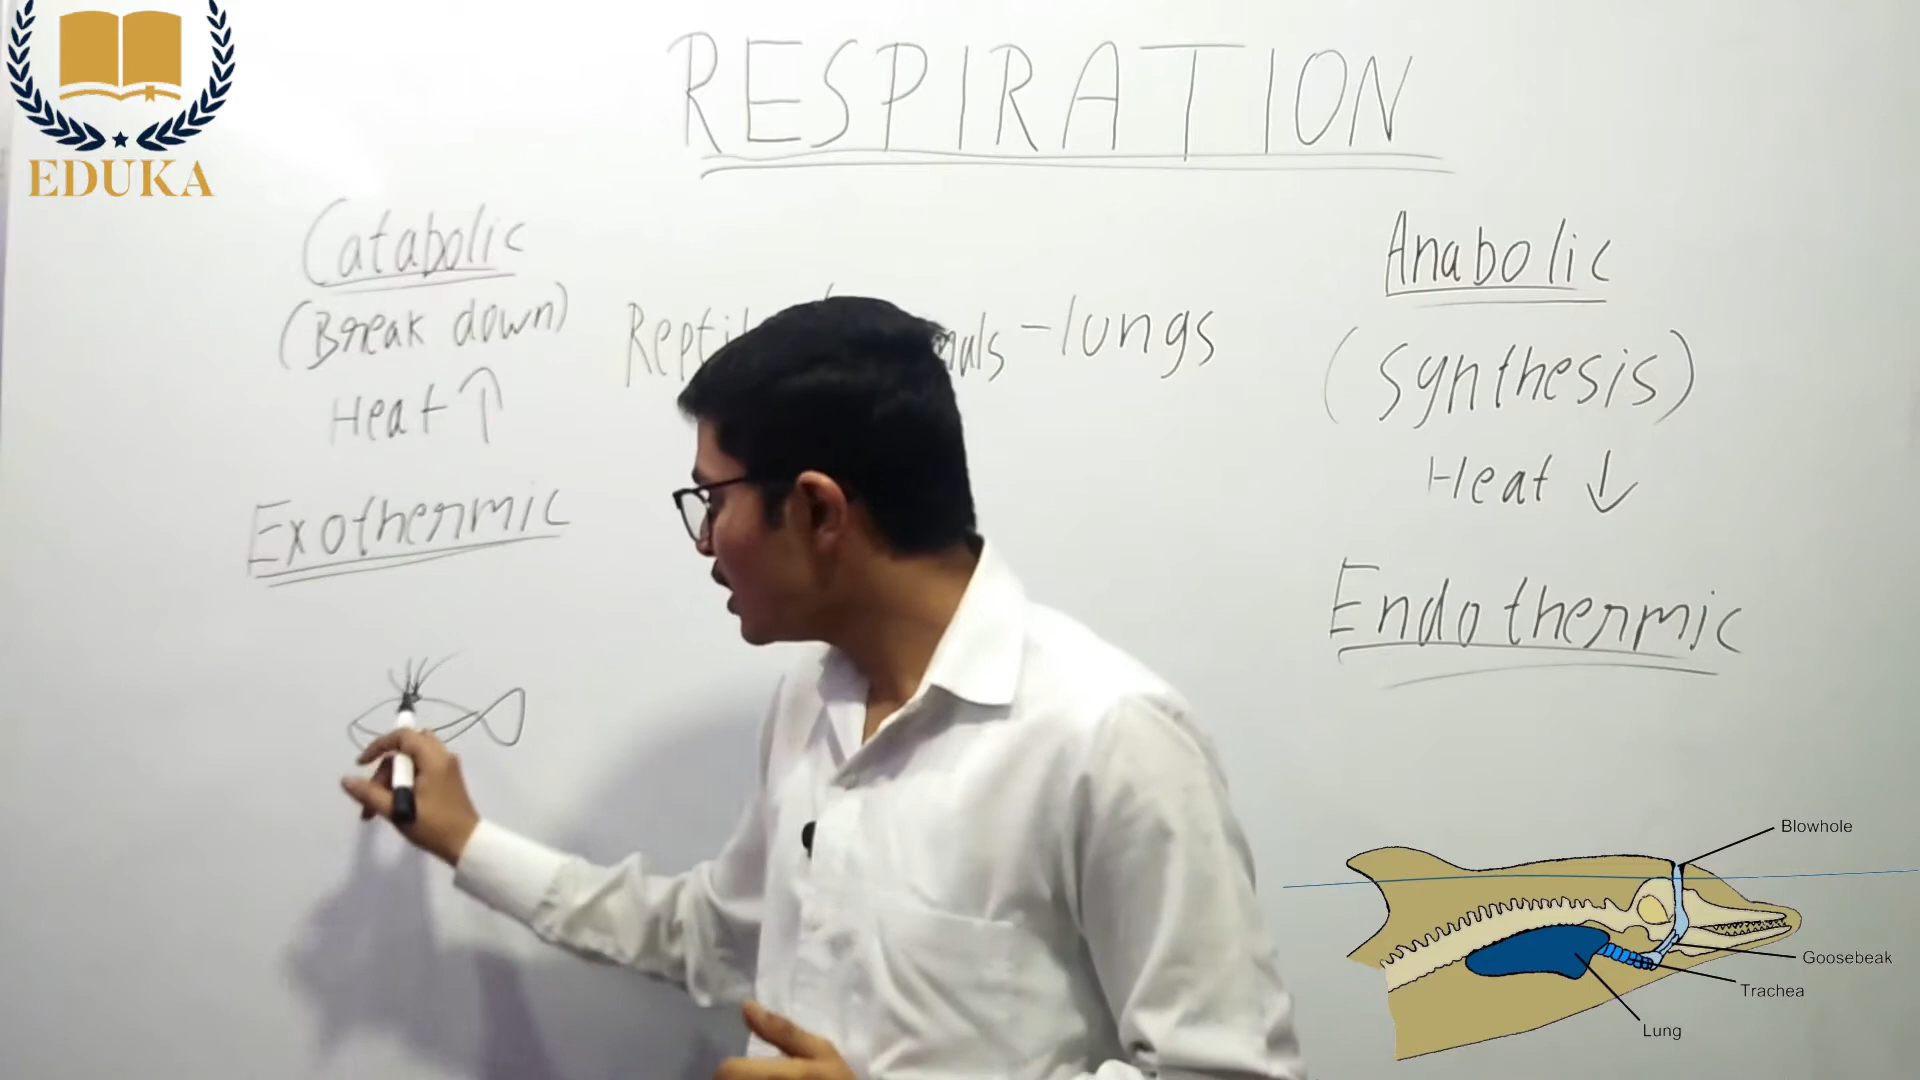 EDUKA
RESPIRATION
Catabolic
(Break down)
Heat ↑
Exothermic
lungs
Anabolic
(Synthesis)
Heat ↓
Endothermic
Blowhole
Goosebeak
Trachea
Lung